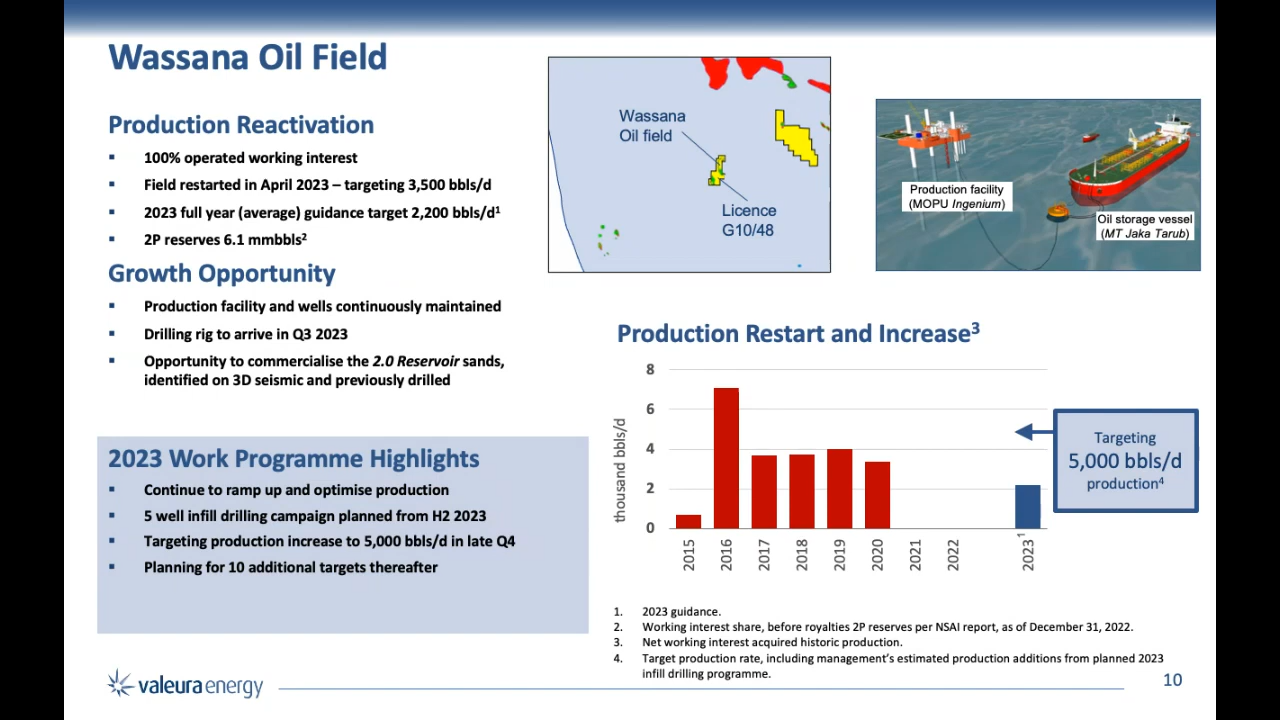 Wassana Oil Field
Production Reactivation
▪ 100% operated working interest
▪ Field restarted in April 2023 – targeting 3,500 bbls/d
▪ 2023 full year (average) guidance target 2,200 bbls/d¹
▪ 2P reserves 6.1 mmbbls²
Growth Opportunity
▪ Production facility and wells continuously maintained
▪ Drilling rig to arrive in Q3 2023
▪ Opportunity to commercialise the 2.0 Reservoir sands,
identified on 3D seismic and previously drilled
2023 Work Programme Highlights
▪ Continue to ramp up and optimise production
▪ 5 well infill drilling campaign planned from H2 2023
▪ Targeting production increase to 5,000 bbls/d in late Q4
▪ Planning for 10 additional targets thereafter
Wassana
Oil field
Licence
G10/48
Production facility
(MOPU Ingenium)
Oil storage vessel
(MT Jaka Tarub)
Production Restart and Increase³
thousand bbls/d
8
6
4
2
0
2015
2016
2017
2018
2019
2020
2021
2022
2023¹
Targeting
5,000 bbls/d
production⁴
1. 2023 guidance.
2. Working interest share, before royalties 2P reserves per NSAI report, as of December 31, 2022.
3. Net working interest acquired historic production.
4. Target production rate, including management's estimated production additions from planned 2023
infill drilling programme.
valeura energy
10